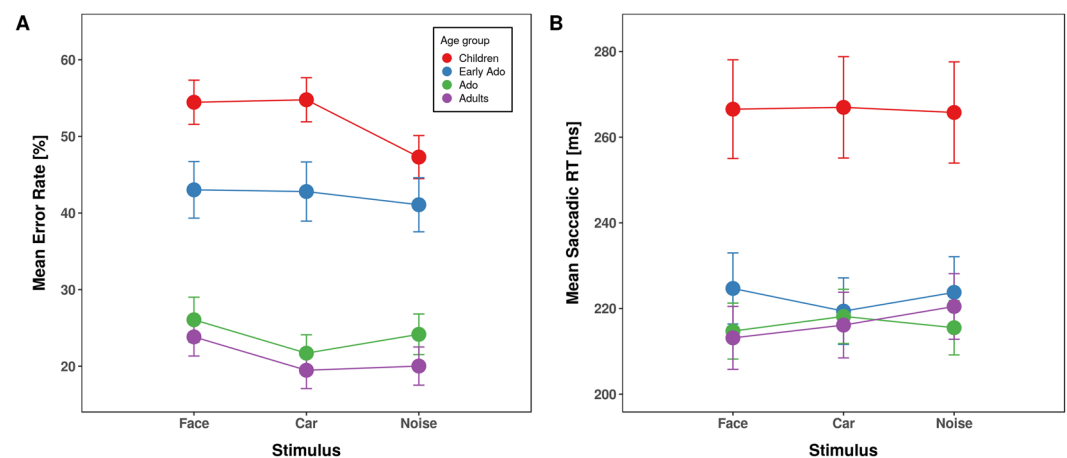 A
Mean Error Rate [%]
60
50
40
30
20
Age group
Children
Early Ado
Ado
Adults
Face Car Noise
Stimulus
B
Mean Saccadic RT [ms]
280
260
240
220
200
Face Car Noise
Stimulus